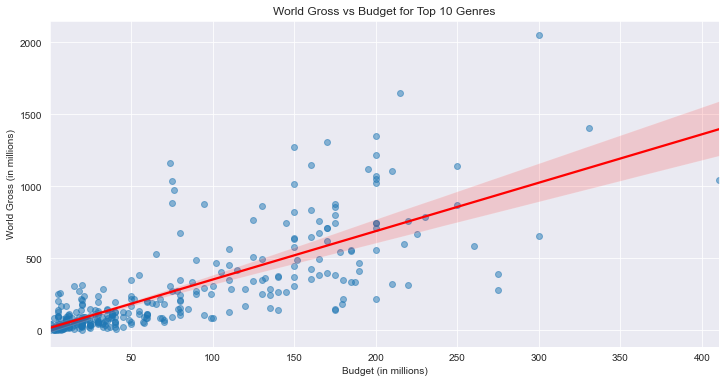 World Gross vs Budget for Top 10 Genres
2000
1500
1000
500
0
World Gross (in millions)
50 100 150 200 250 300 350 400
Budget (in millions)